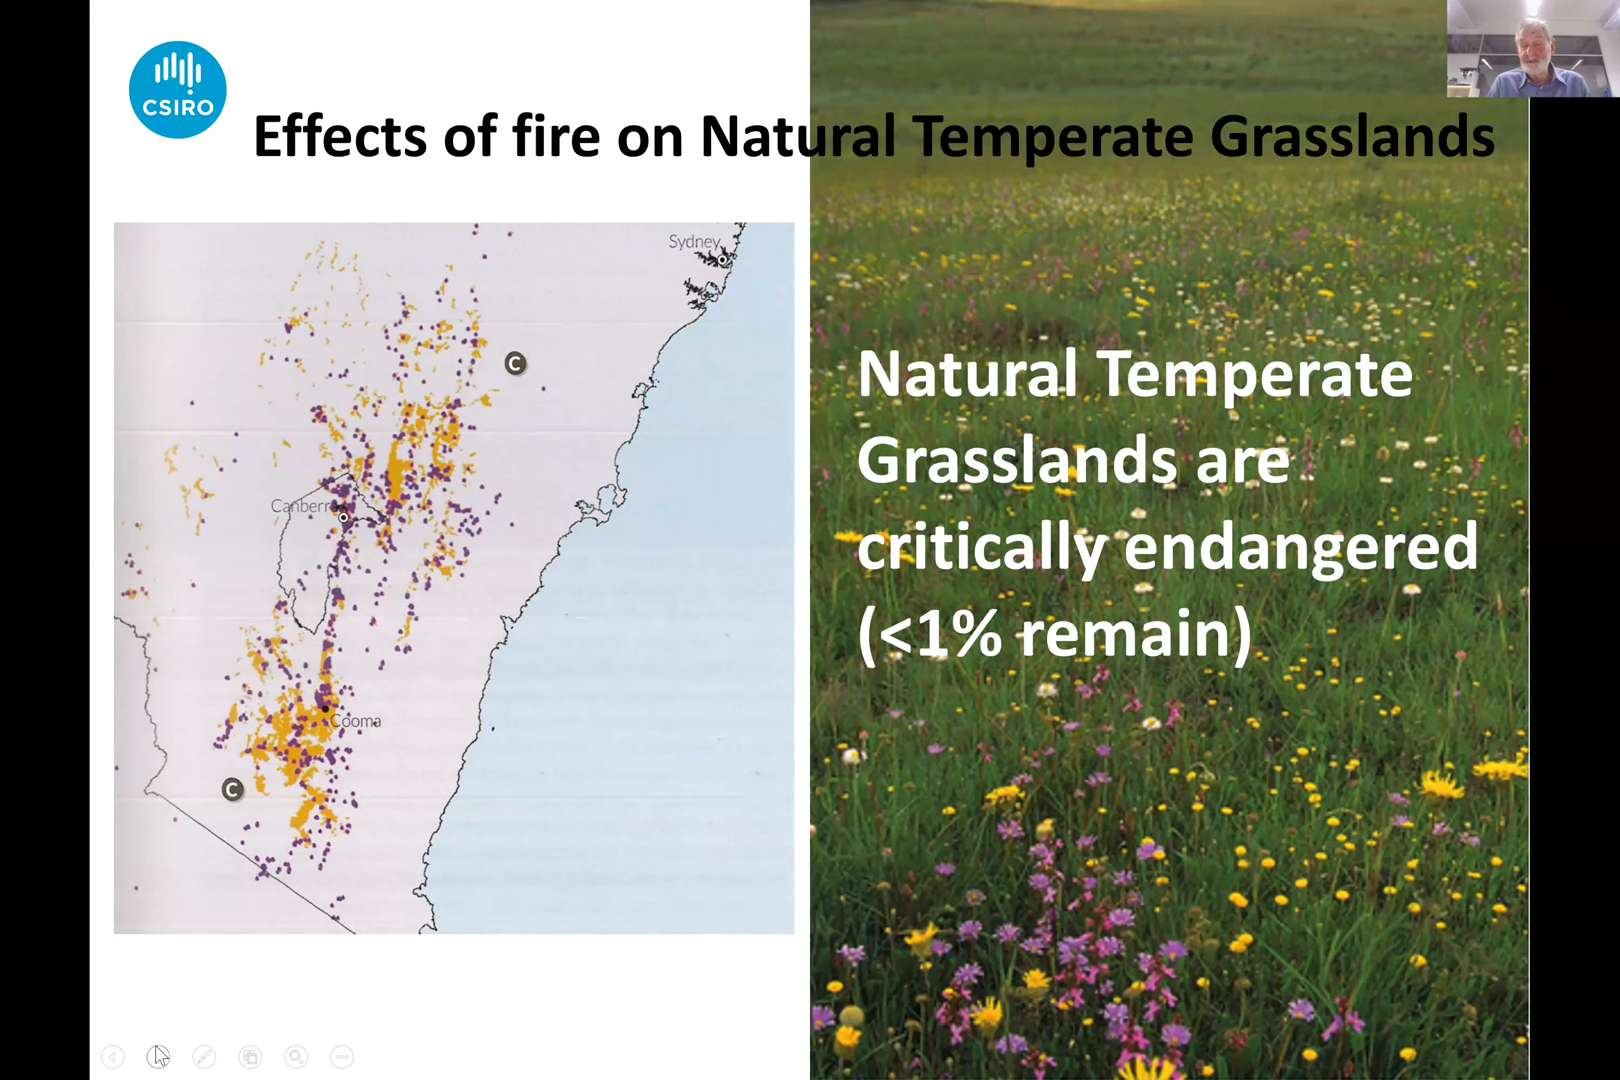 CSIRO
Effects of fire on Natural Temperate Grasslands
Sydney
C
Canberra
Cooma
C
Natural Temperate
Grasslands are
critically endangered
(<1% remain)